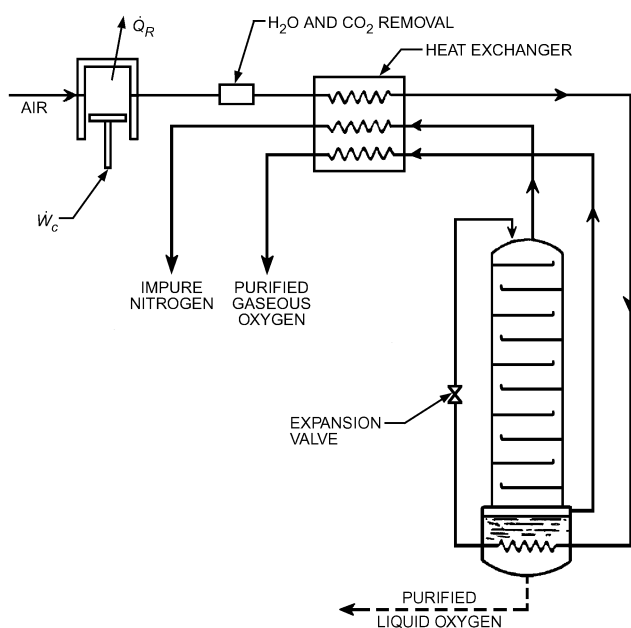 Q̇R
H2O AND CO2 REMOVAL
HEAT EXCHANGER
AIR
Ẇc
IMPURE
NITROGEN
PURIFIED
GASEOUS
OXYGEN
EXPANSION
VALVE
PURIFIED
LIQUID OXYGEN